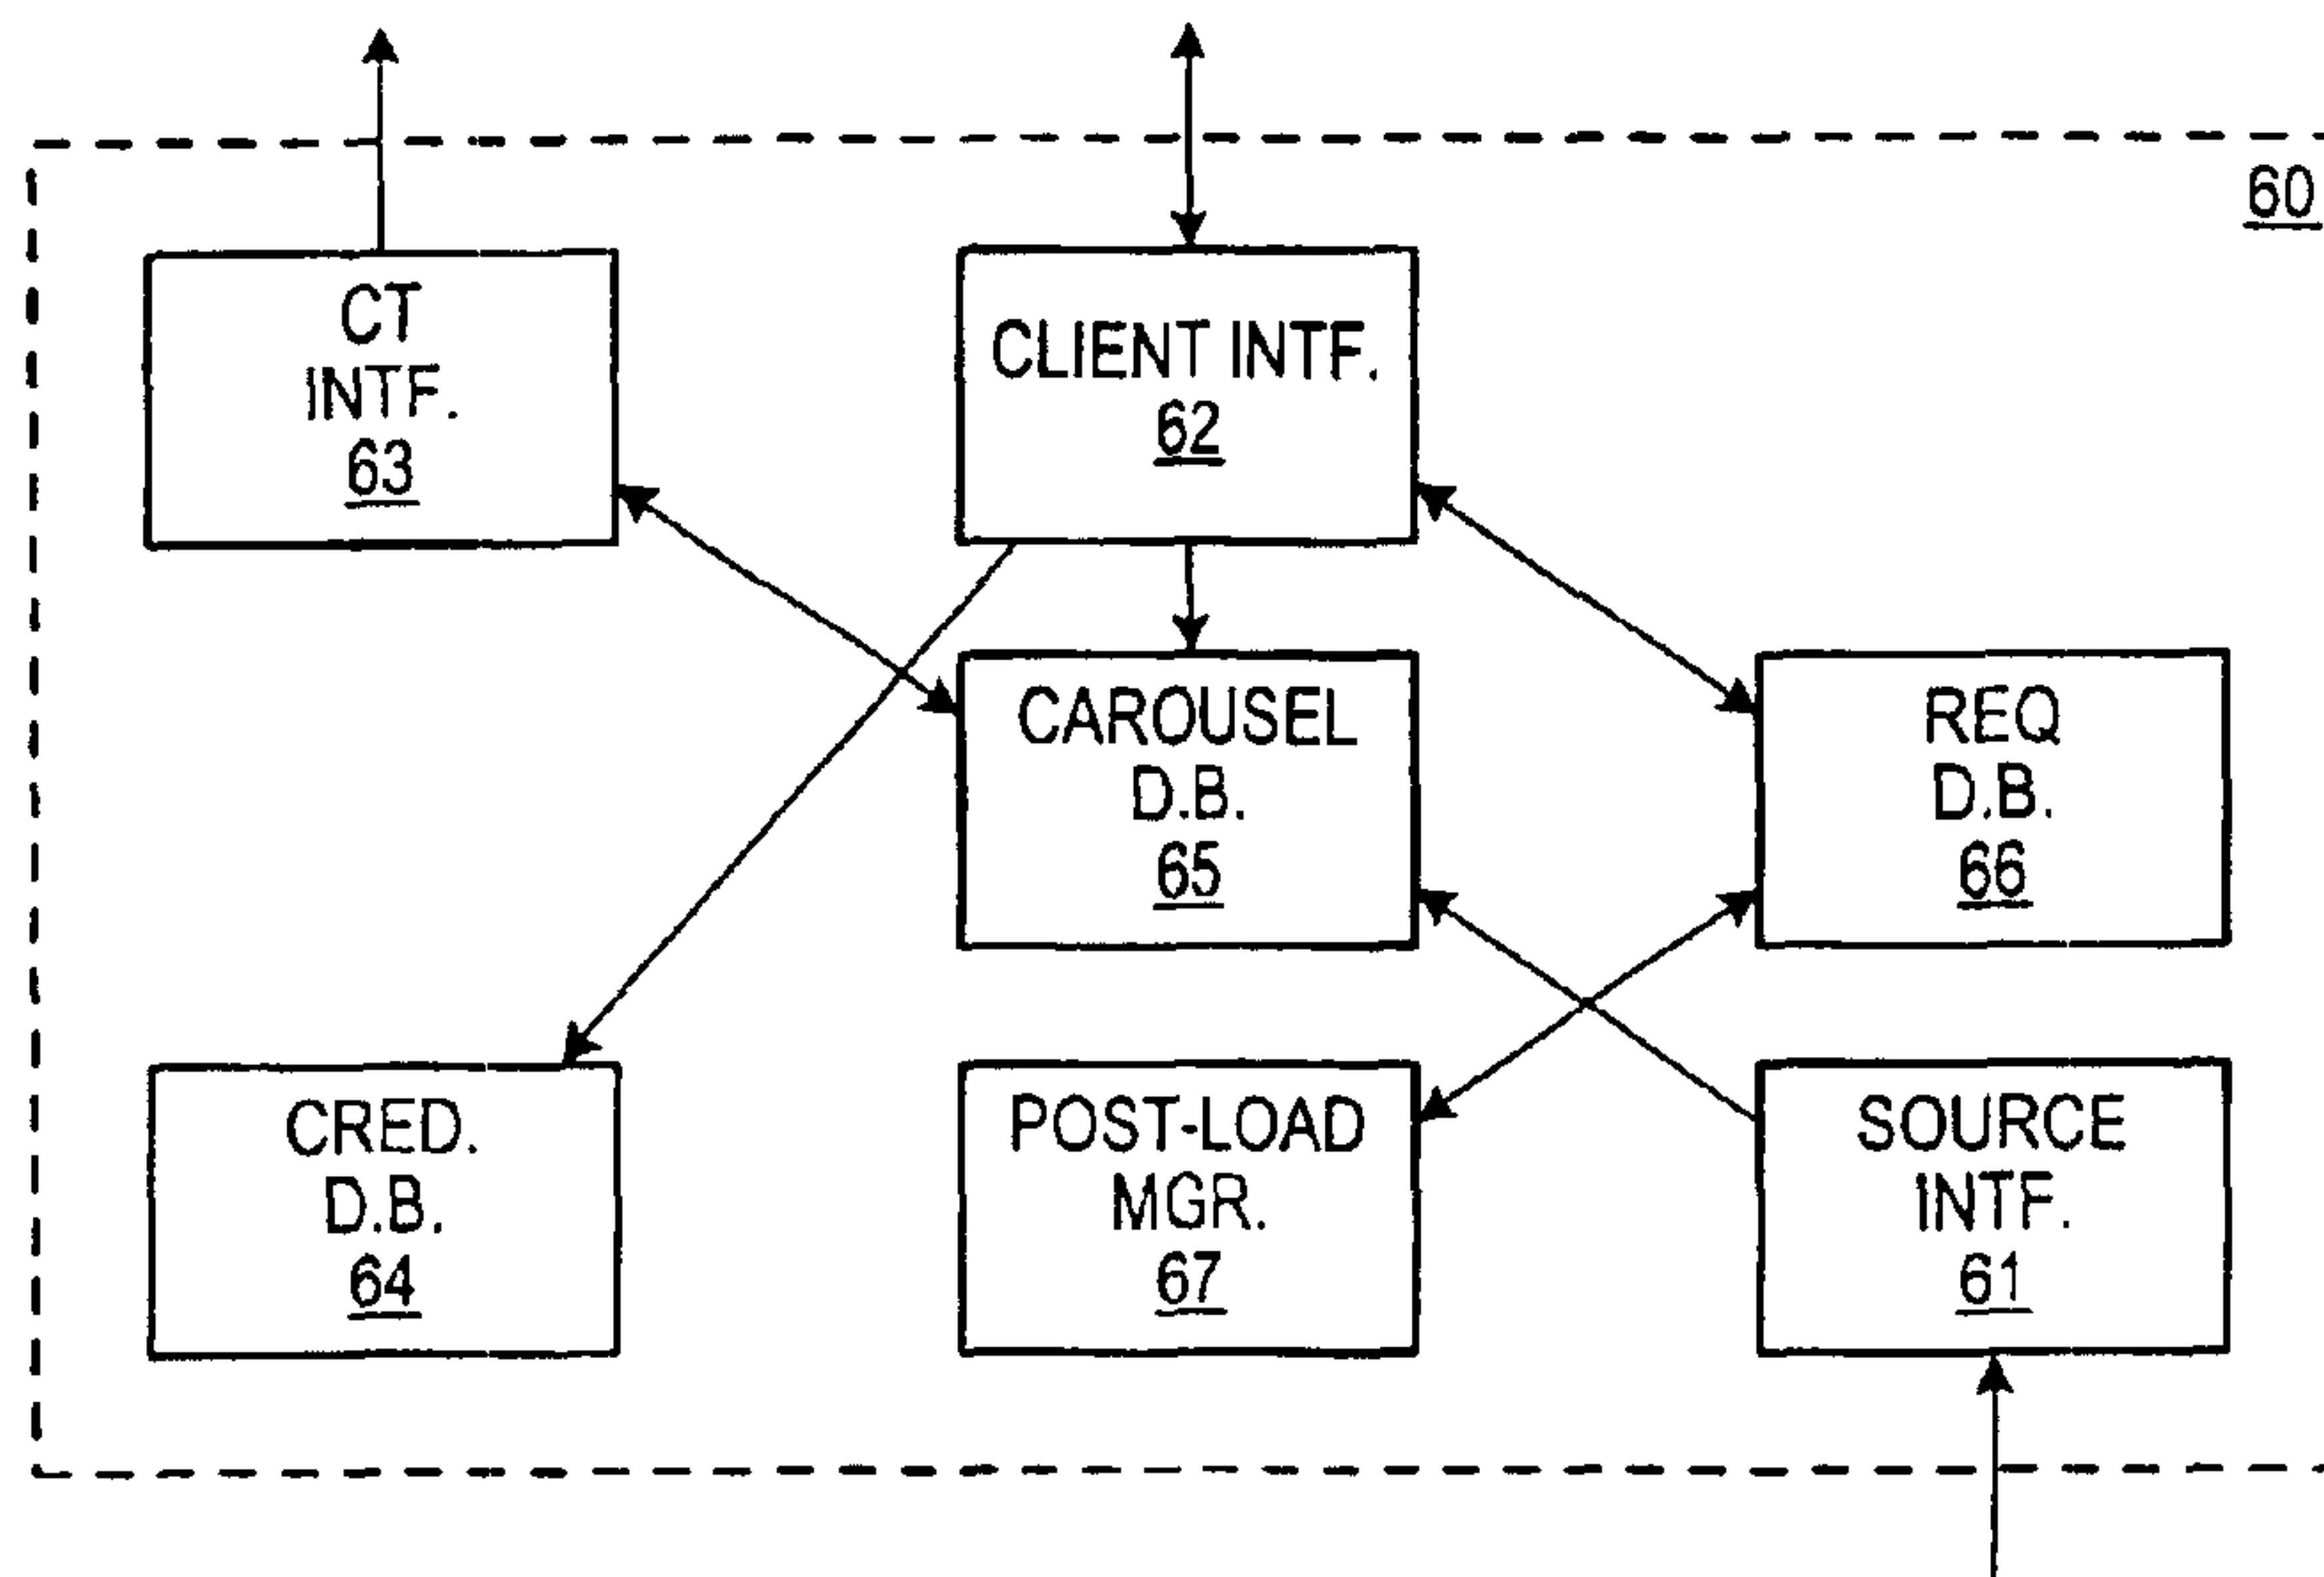 60
CT
INTF.
63
CLIENT INTF.
62
CAROUSEL
D.B.
65
REQ
D.B.
66
CRED.
D.B.
64
POST-LOAD
MGR.
67
SOURCE
INTF.
61